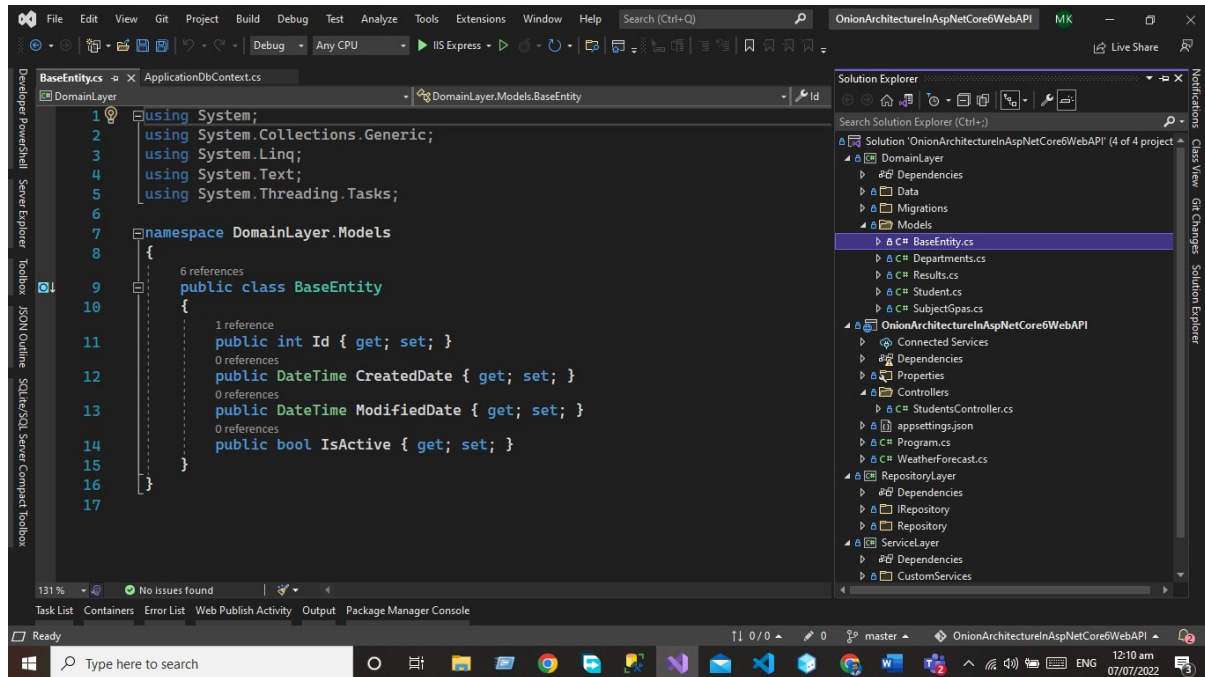 File Edit View Git Project Build Debug Test Analyze Tools Extensions Window Help Search (Ctrl+Q) OnionArchitectureInAspNetCore6WebAPI MK
Debug Any CPU IIS Express Live Share
BaseEntity.cs ApplicationDbContext.cs
DomainLayer DomainLayer.Models.BaseEntity Id
1 using System;
2 using System.Collections.Generic;
3 using System.Linq;
4 using System.Text;
5 using System.Threading.Tasks;
6
7 namespace DomainLayer.Models
8 {
6 references
9 public class BaseEntity
10 {
1 reference
11 public int Id { get; set; }
0 references
12 public DateTime CreatedDate { get; set; }
0 references
13 public DateTime ModifiedDate { get; set; }
0 references
14 public bool IsActive { get; set; }
15 }
16 }
17
131 % No issues found
Developer PowerShell
Server Explorer
Toolbox
JSON Outline
SQLite/SQL Server Compact Toolbox
Solution Explorer
Search Solution Explorer (Ctrl+;)
Solution 'OnionArchitectureInAspNetCore6WebAPI' (4 of 4 project
C# DomainLayer
Dependencies
Data
Migrations
Models
C# BaseEntity.cs
C# Departments.cs
C# Results.cs
C# Student.cs
C# SubjectGpas.cs
OnionArchitectureInAspNetCore6WebAPI
Connected Services
Dependencies
Properties
Controllers
C# StudentsController.cs
appsettings.json
C# Program.cs
C# WeatherForecast.cs
C# RepositoryLayer
Dependencies
IRepository
Repository
C# ServiceLayer
Dependencies
CustomServices
Notifications
Class View
Git Changes
Solution Explorer
Task List Containers Error List Web Publish Activity Output Package Manager Console
Ready 0 / 0 0 master OnionArchitectureInAspNetCore6WebAPI 2
Type here to search W 2 ENG 12:10 am
07/07/2022 3